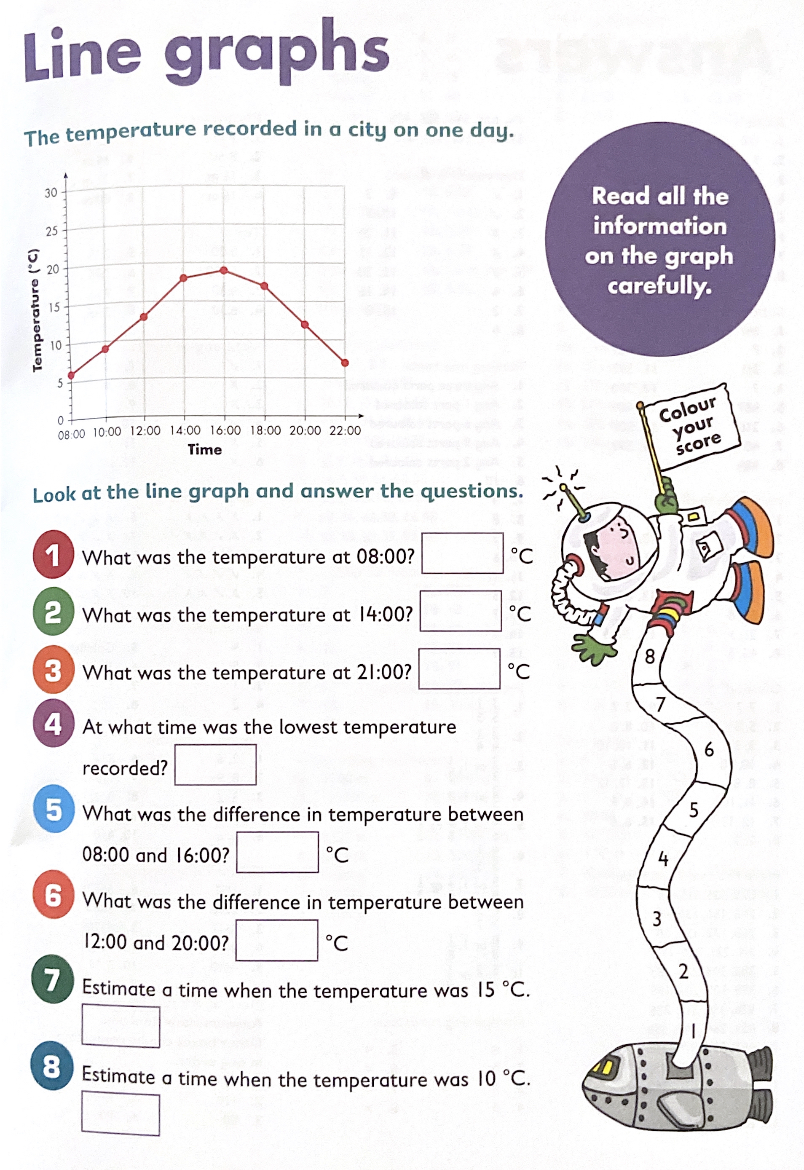 Line graphs
The temperature recorded in a city on one day.
Read all the
information
on the graph
carefully.
Temperature (°C)
30
25
20
15
10
5
0
08:00 10:00 12:00 14:00 16:00 18:00 20:00 22:00
Time
Colour
your
score
Look at the line graph and answer the questions.
1 What was the temperature at 08:00? °C
2 What was the temperature at 14:00? °C
3 What was the temperature at 21:00? °C
4 At what time was the lowest temperature
recorded?
5 What was the difference in temperature between
08:00 and 16:00? °C
6 What was the difference in temperature between
12:00 and 20:00? °C
7 Estimate a time when the temperature was 15 °C.
8 Estimate a time when the temperature was 10 °C.
8
7
6
5
4
3
2
1